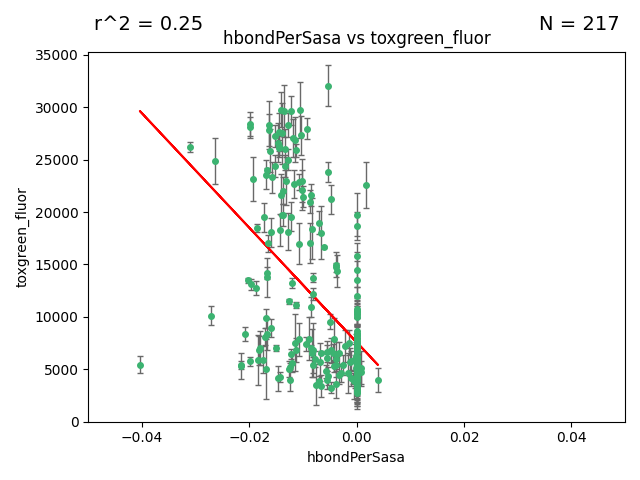 r^2 = 0.25
N = 217
hbondPerSasa vs toxgreen_fluor
35000
30000
25000
20000
15000
10000
5000
0
toxgreen_fluor
−0.04
−0.02
0.00
0.02
0.04
hbondPerSasa